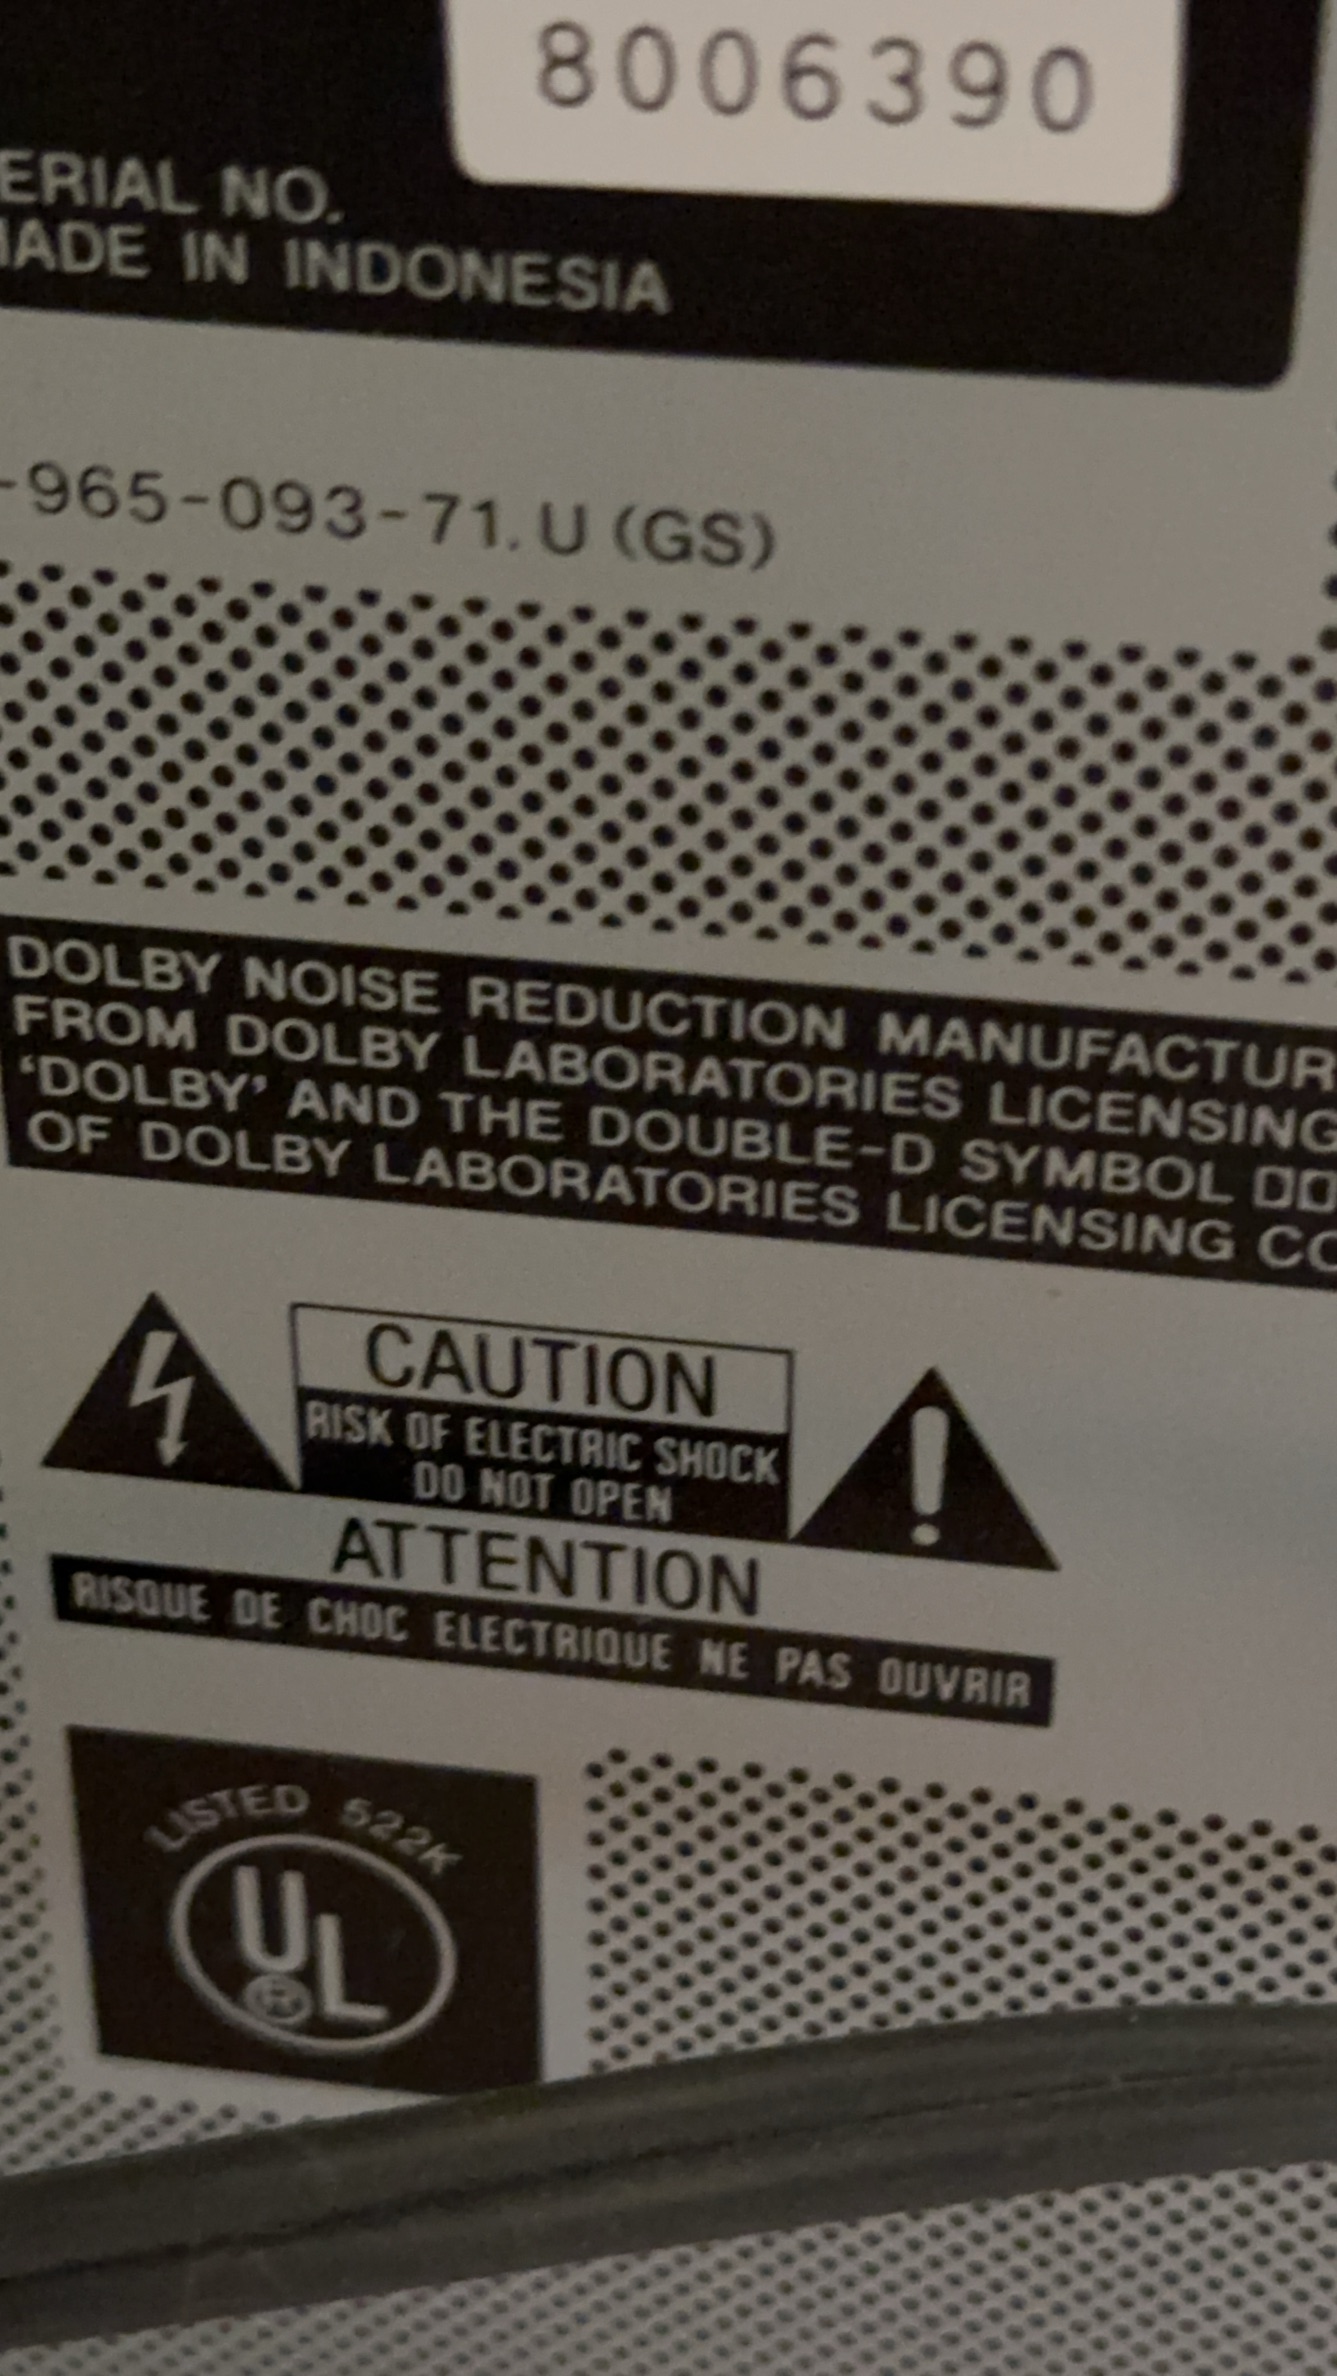 8006390
ERIAL NO.
MADE IN INDONESIA
-965-093-71.U (GS)
DOLBY NOISE REDUCTION MANUFACTUR
FROM DOLBY LABORATORIES LICENSING
‘DOLBY’ AND THE DOUBLE-D SYMBOL
OF DOLBY LABORATORIES LICENSING CO
CAUTION
RISK OF ELECTRIC SHOCK
DO NOT OPEN
ATTENTION
RISQUE DE CHOC ELECTRIQUE NE PAS OUVRIR
LISTED 522K
UL
®